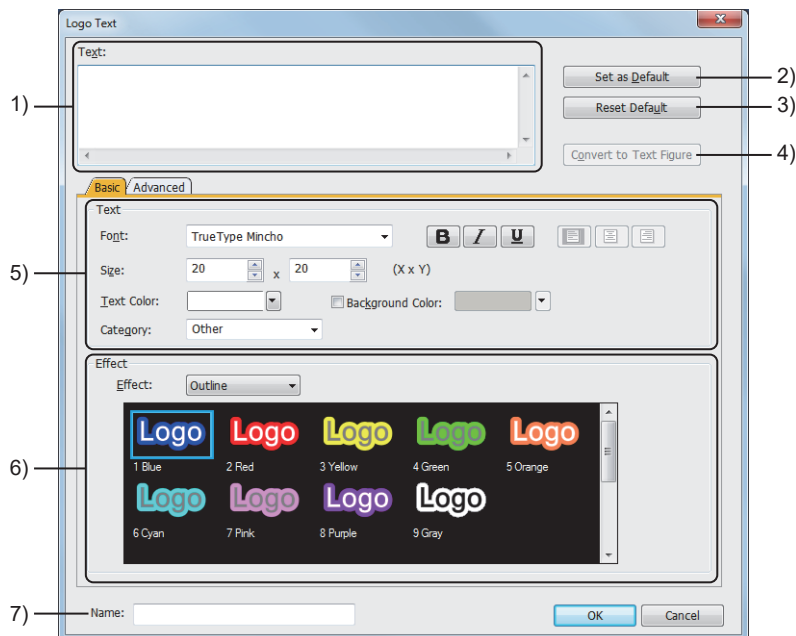 Logo Text
x
Text:
1)
Set as Default
2)
Reset Default
3)
Convert to Text Figure
4)
Basic Advanced
Text
Font: TrueType Mincho B I U
5)
Size: 20 x 20 (X x Y)
Text Color: Background Color:
Category: Other
Effect
Effect: Outline
6)
Logo Logo Logo Logo Logo
1 Blue 2 Red 3 Yellow 4 Green 5 Orange
Logo Logo Logo Logo
6 Cyan 7 Pink 8 Purple 9 Gray
7)
Name:
OK Cancel